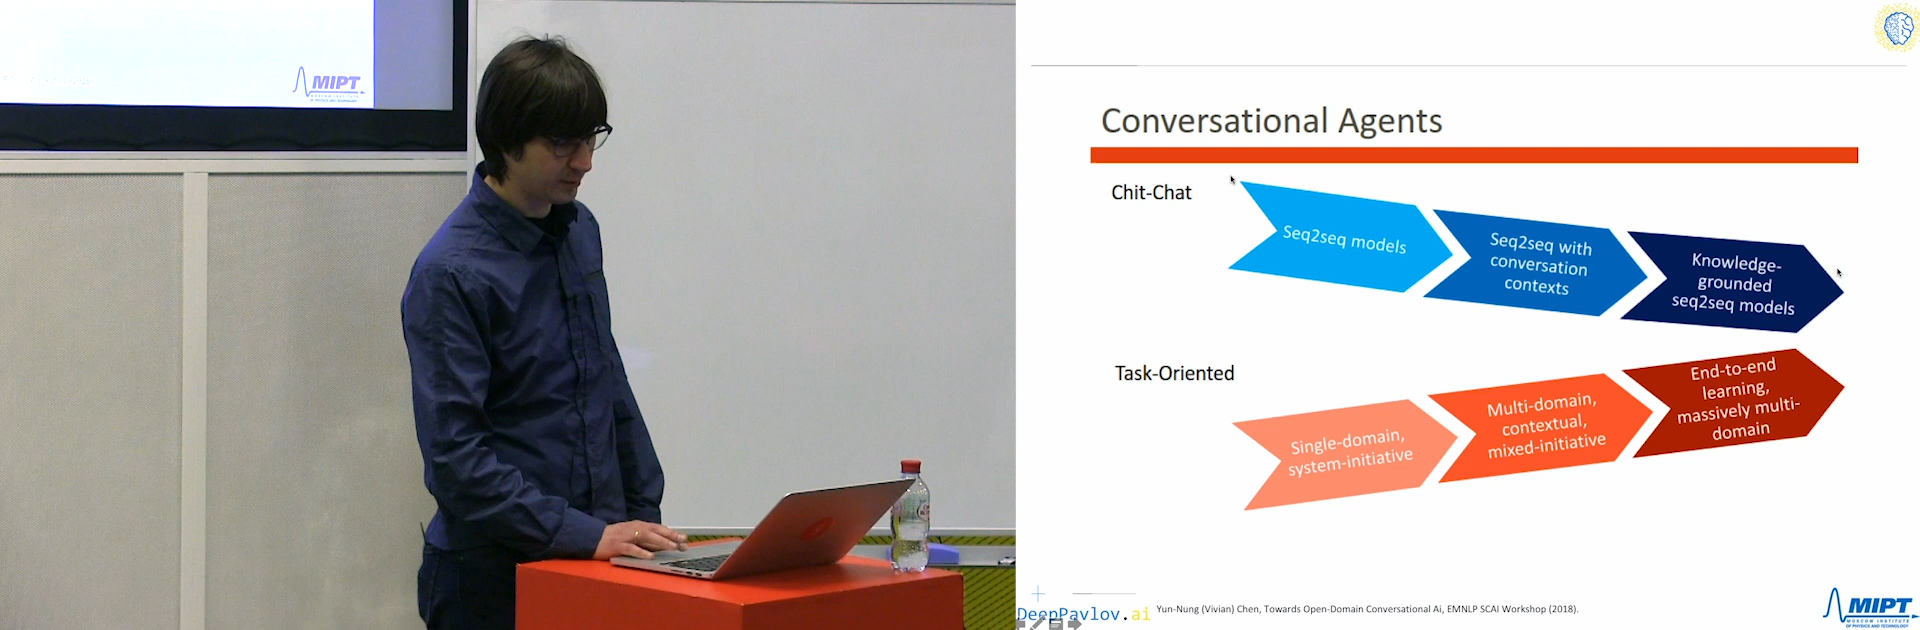 MIPT
Conversational Agents
Chit-Chat
Seq2seq models
Seq2seq with
conversation
contexts
Knowledge-
grounded
seq2seq models
Task-Oriented
Single-domain,
system-initiative
Multi-domain,
contextual,
mixed-initiative
End-to-end
learning,
massively multi-
domain
DeepPavlov.ai
Yun-Nung (Vivian) Chen, Towards Open-Domain Conversational Ai, EMNLP SCAI Workshop (2018).
MIPT
MOSCOW INSTITUTE
OF PHYSICS AND TECHNOLOGY